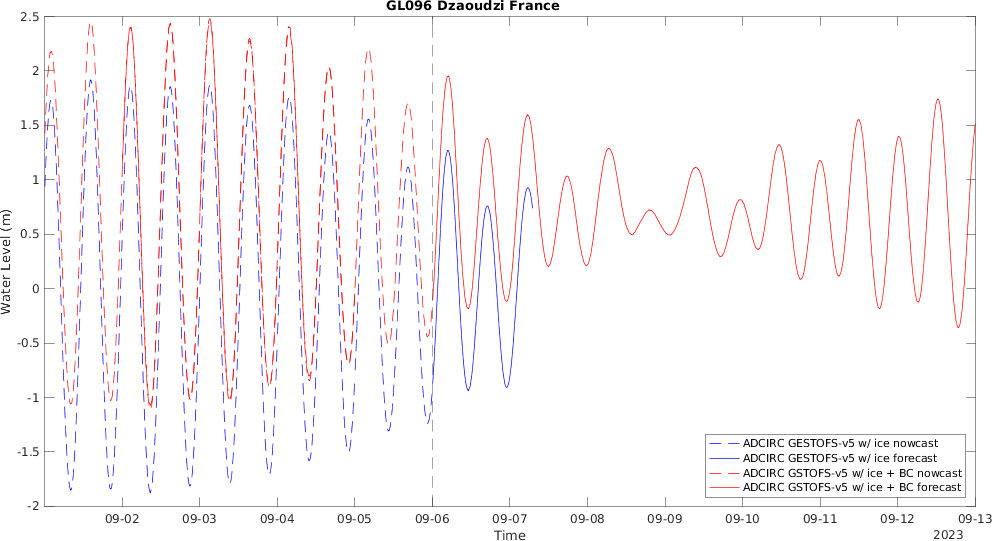 GL096 Dzaoudzi France
2.5
2
1.5
1
0.5
0
-0.5
-1
-1.5
-2
Water Level (m)
09-02 09-03 09-04 09-05 09-06 09-07 09-08 09-09 09-10 09-11 09-12 09-13
Time
2023
ADCIRC GESTOFS-v5 w/ ice nowcast
ADCIRC GESTOFS-v5 w/ ice forecast
ADCIRC GSTOFS-v5 w/ ice + BC nowcast
ADCIRC GSTOFS-v5 w/ ice + BC forecast